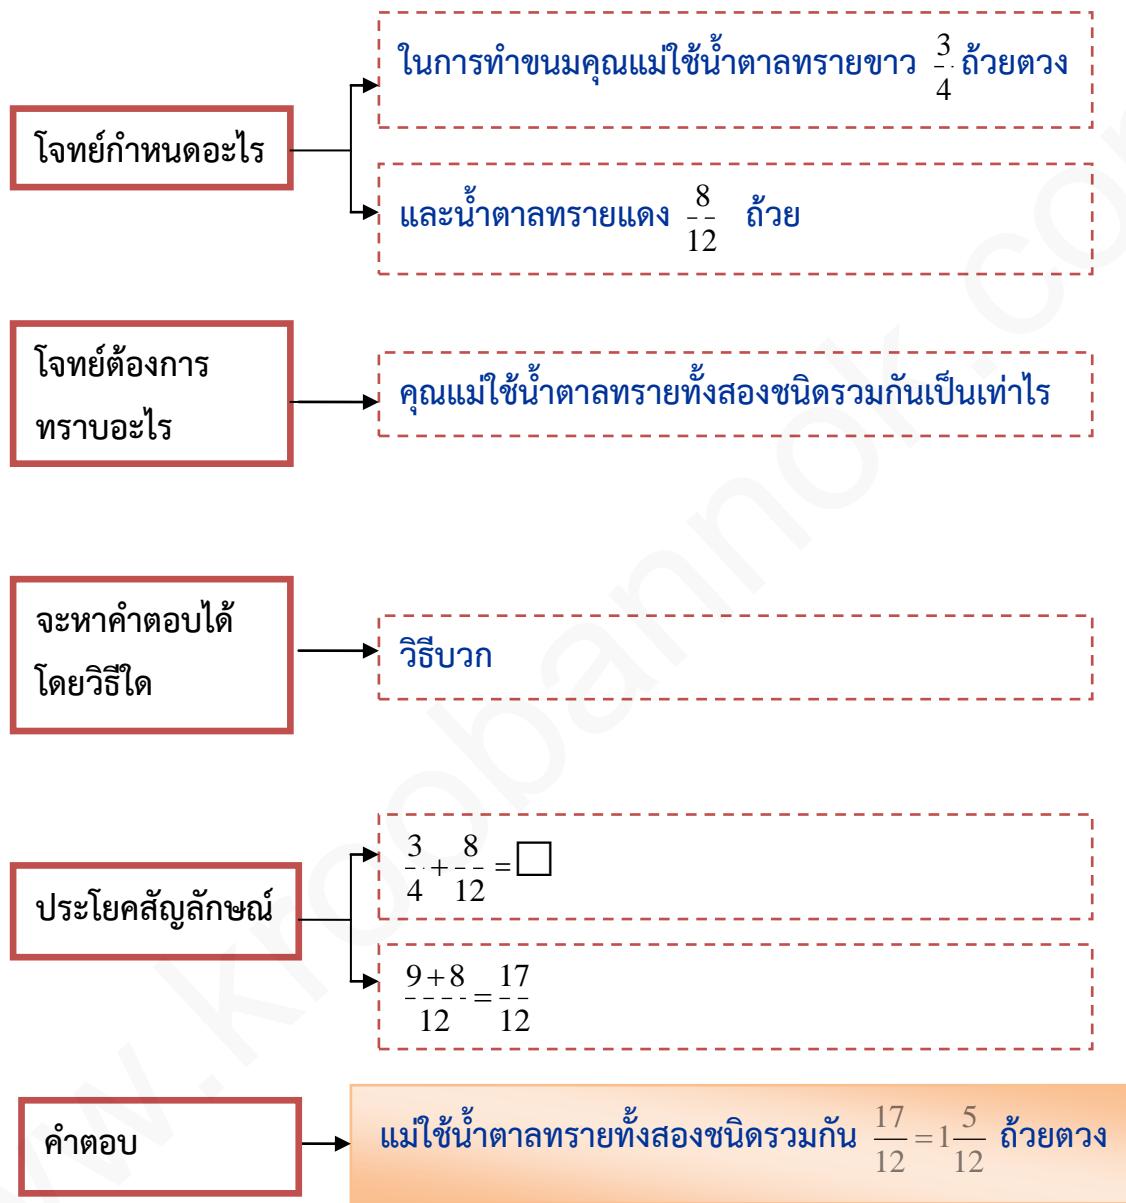 โจทย์กำหนดอะไร
ในการทำขนมคุณแม่ใช้น้ำตาลทรายขาว 3/4 ถ้วยตวง
และน้ำตาลทรายแดง 8/12 ถ้วย
โจทย์ต้องการ
ทราบอะไร
คุณแม่ใช้น้ำตาลทรายทั้งสองชนิดรวมกันเป็นเท่าไร
จะหาคำตอบได้
โดยวิธีใด
วิธีบวก
ประโยคสัญลักษณ์
3/4 + 8/12 = □
9+8/12 = 17/12
คำตอบ
แม่ใช้น้ำตาลทรายทั้งสองชนิดรวมกัน 17/12 = 1 5/12 ถ้วยตวง
www.kroobannok.com